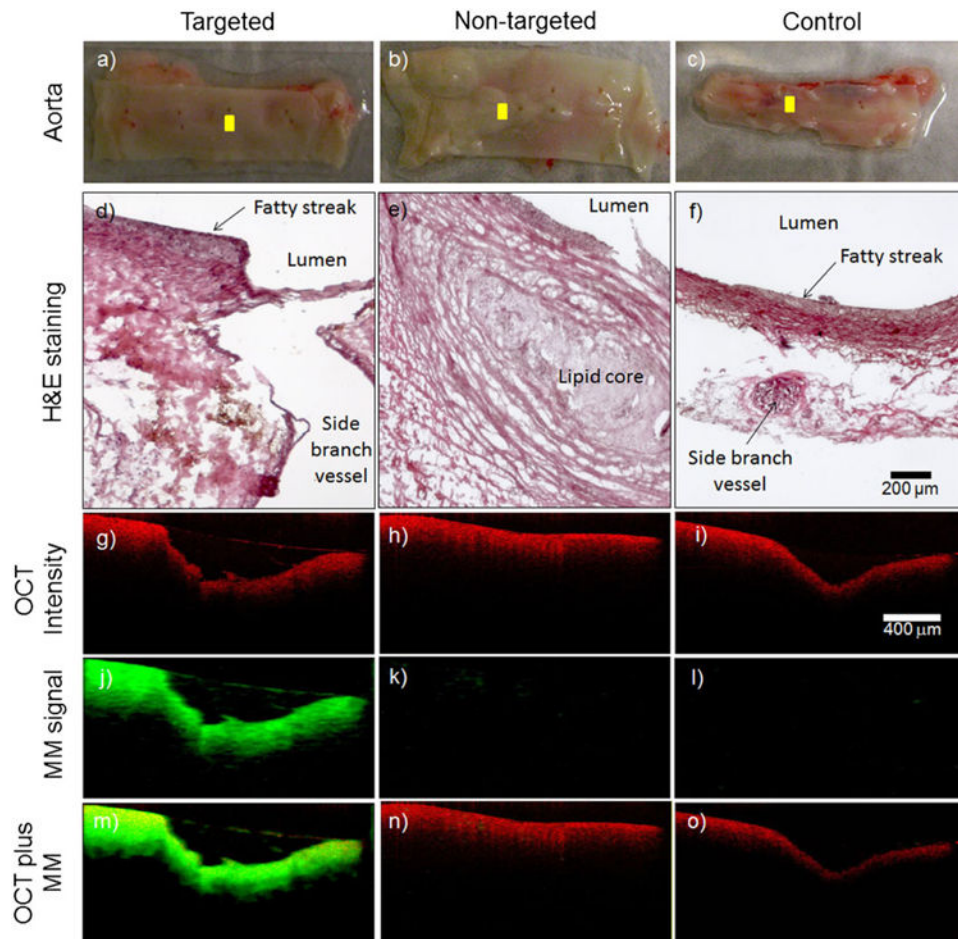 Targeted Non-targeted Control
Aorta
a) b) c)
H&E staining
d) e) f)
Fatty streak
Lumen
Side
branch
vessel
Lumen
Lipid core
Lumen
Fatty streak
Side branch
vessel
200 µm
OCT
Intensity
g) h) i)
400 µm
MM signal
j) k) l)
OCT plus
MM
m) n) o)